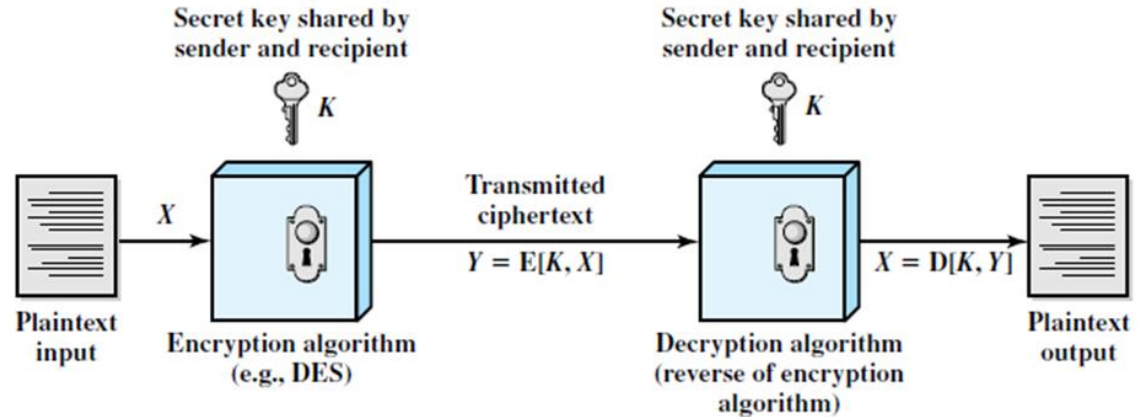 Secret key shared by
sender and recipient
K
Secret key shared by
sender and recipient
K
X
Transmitted
ciphertext
Y = E[K, X]
X = D[K, Y]
Plaintext
input
Encryption algorithm
(e.g., DES)
Decryption algorithm
(reverse of encryption
algorithm)
Plaintext
output